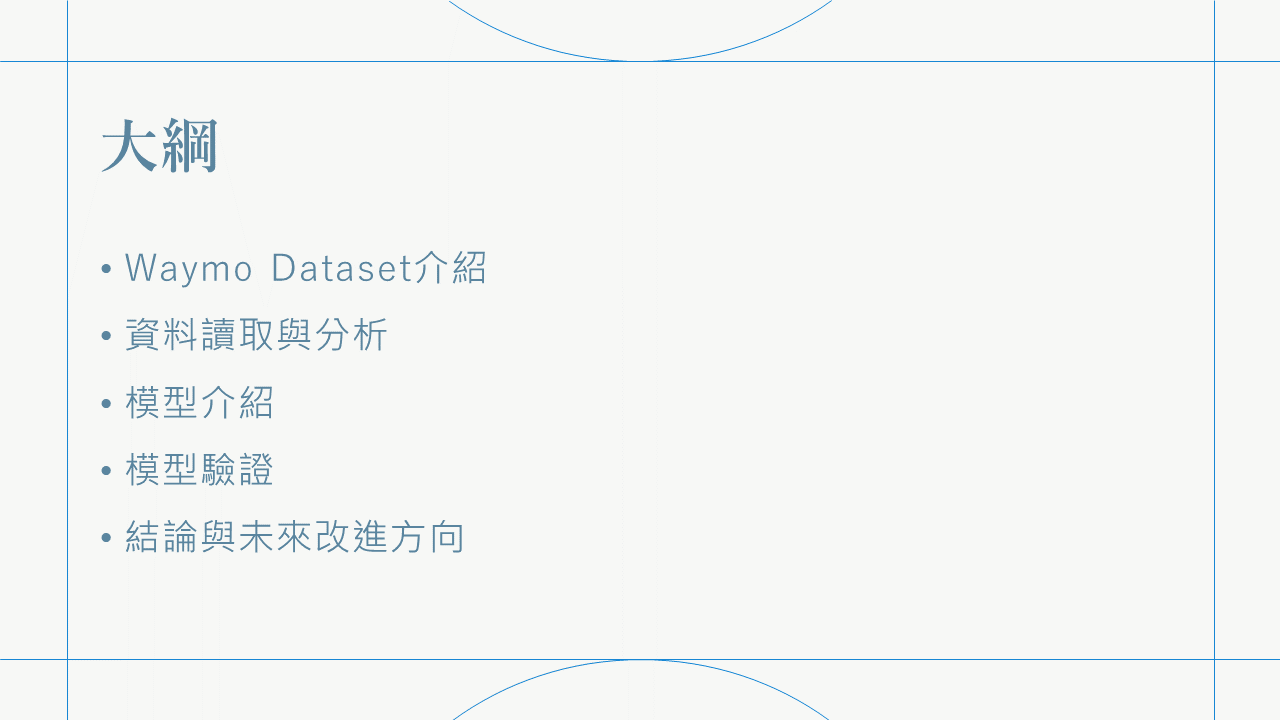 大綱
• Waymo Dataset介紹
• 資料讀取與分析
• 模型介紹
• 模型驗證
• 結論與未來改進方向